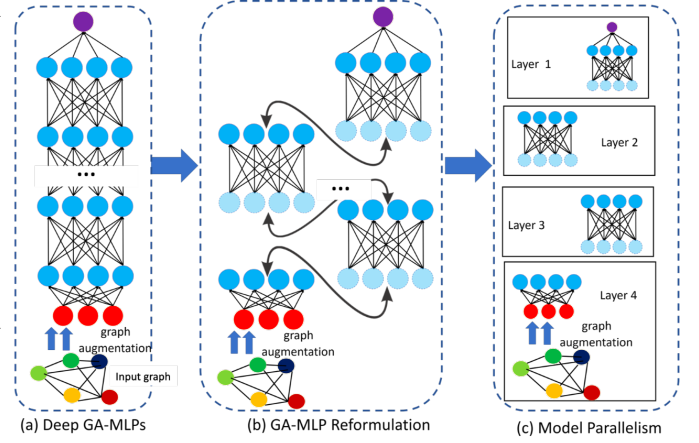 ...
graph
augmentation
Input graph
(a) Deep GA-MLPs
...
graph
augmentation
(b) GA-MLP Reformulation
Layer 1
Layer 2
Layer 3
Layer 4
graph
augmentation
(c) Model Parallelism